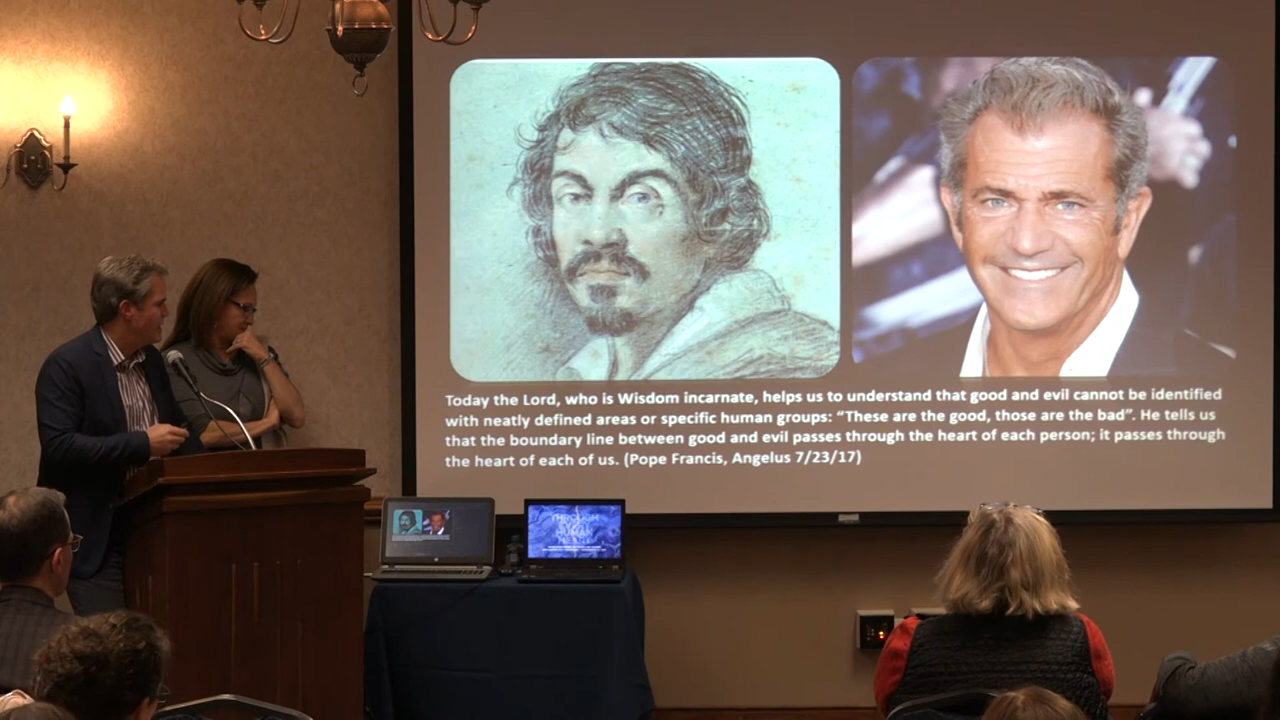 Today the Lord, who is Wisdom incarnate, helps us to understand that good and evil cannot be identified
with neatly defined areas or specific human groups: “These are the good, those are the bad”. He tells us
that the boundary line between good and evil passes through the heart of each person; it passes through
the heart of each of us. (Pope Francis, Angelus 7/23/17)
THROUGH
HUMAN